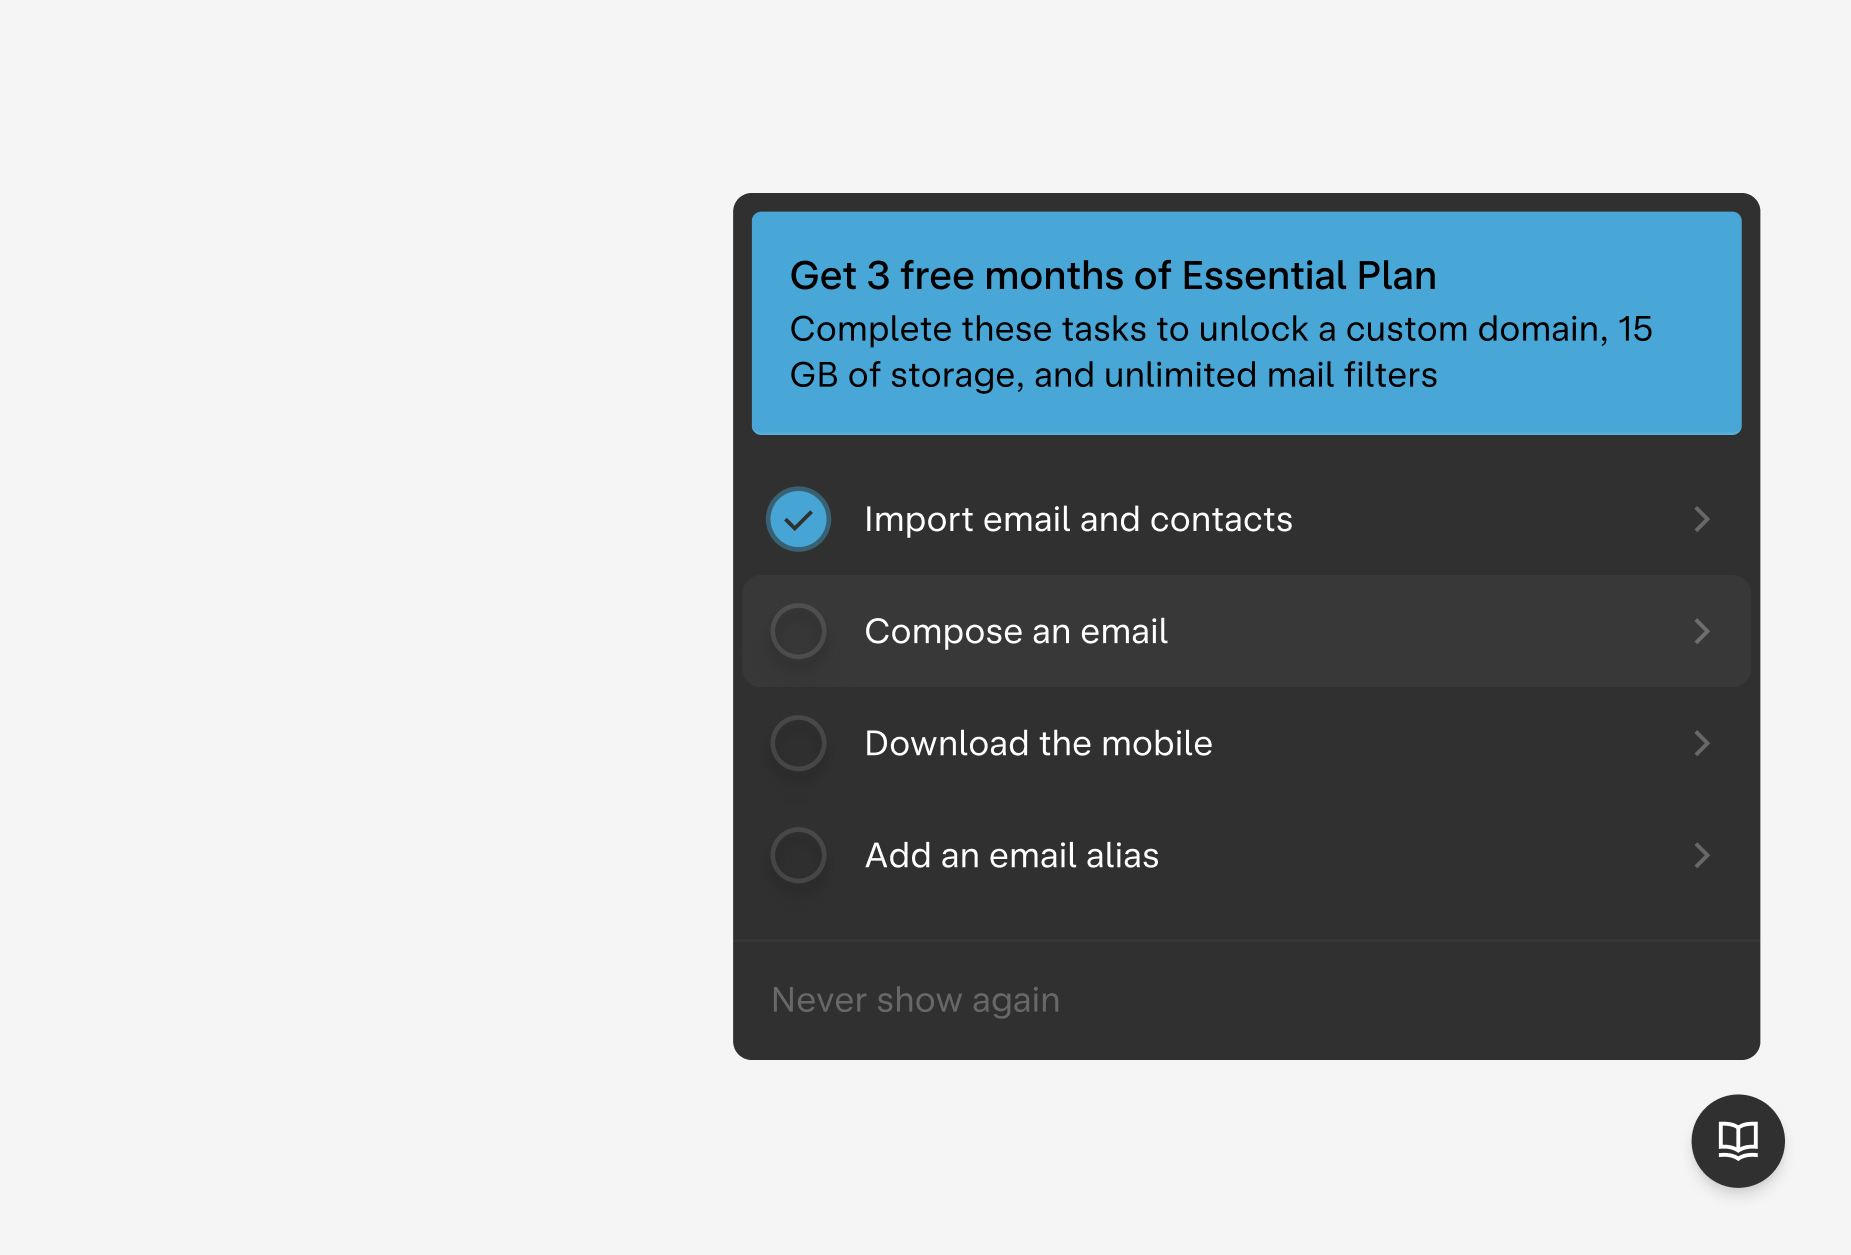 Get 3 free months of Essential Plan
Complete these tasks to unlock a custom domain, 15
GB of storage, and unlimited mail filters
Import email and contacts
Compose an email
Download the mobile
Add an email alias
Never show again